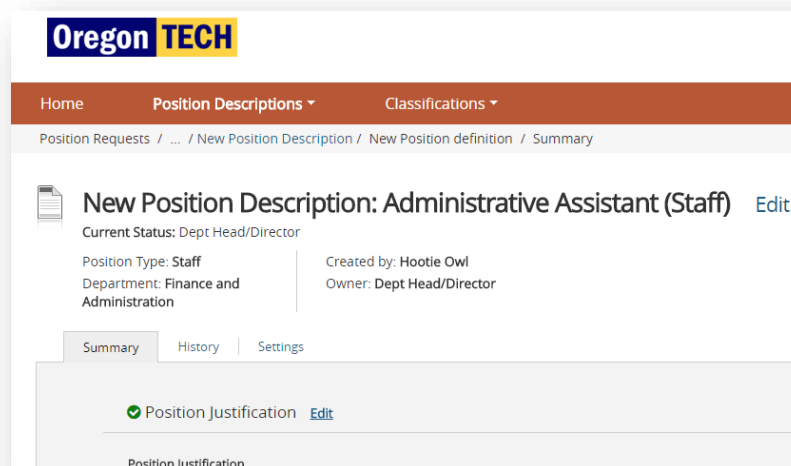 Oregon TECH
Home Position Descriptions Classifications
Position Requests / ... / New Position Description / New Position definition / Summary
New Position Description: Administrative Assistant (Staff) Edit
Current Status: Dept Head/Director
Position Type: Staff Created by: Hootie Owl
Department: Finance and Owner: Dept Head/Director
Administration
Summary History Settings
Position Justification Edit
Position Justification